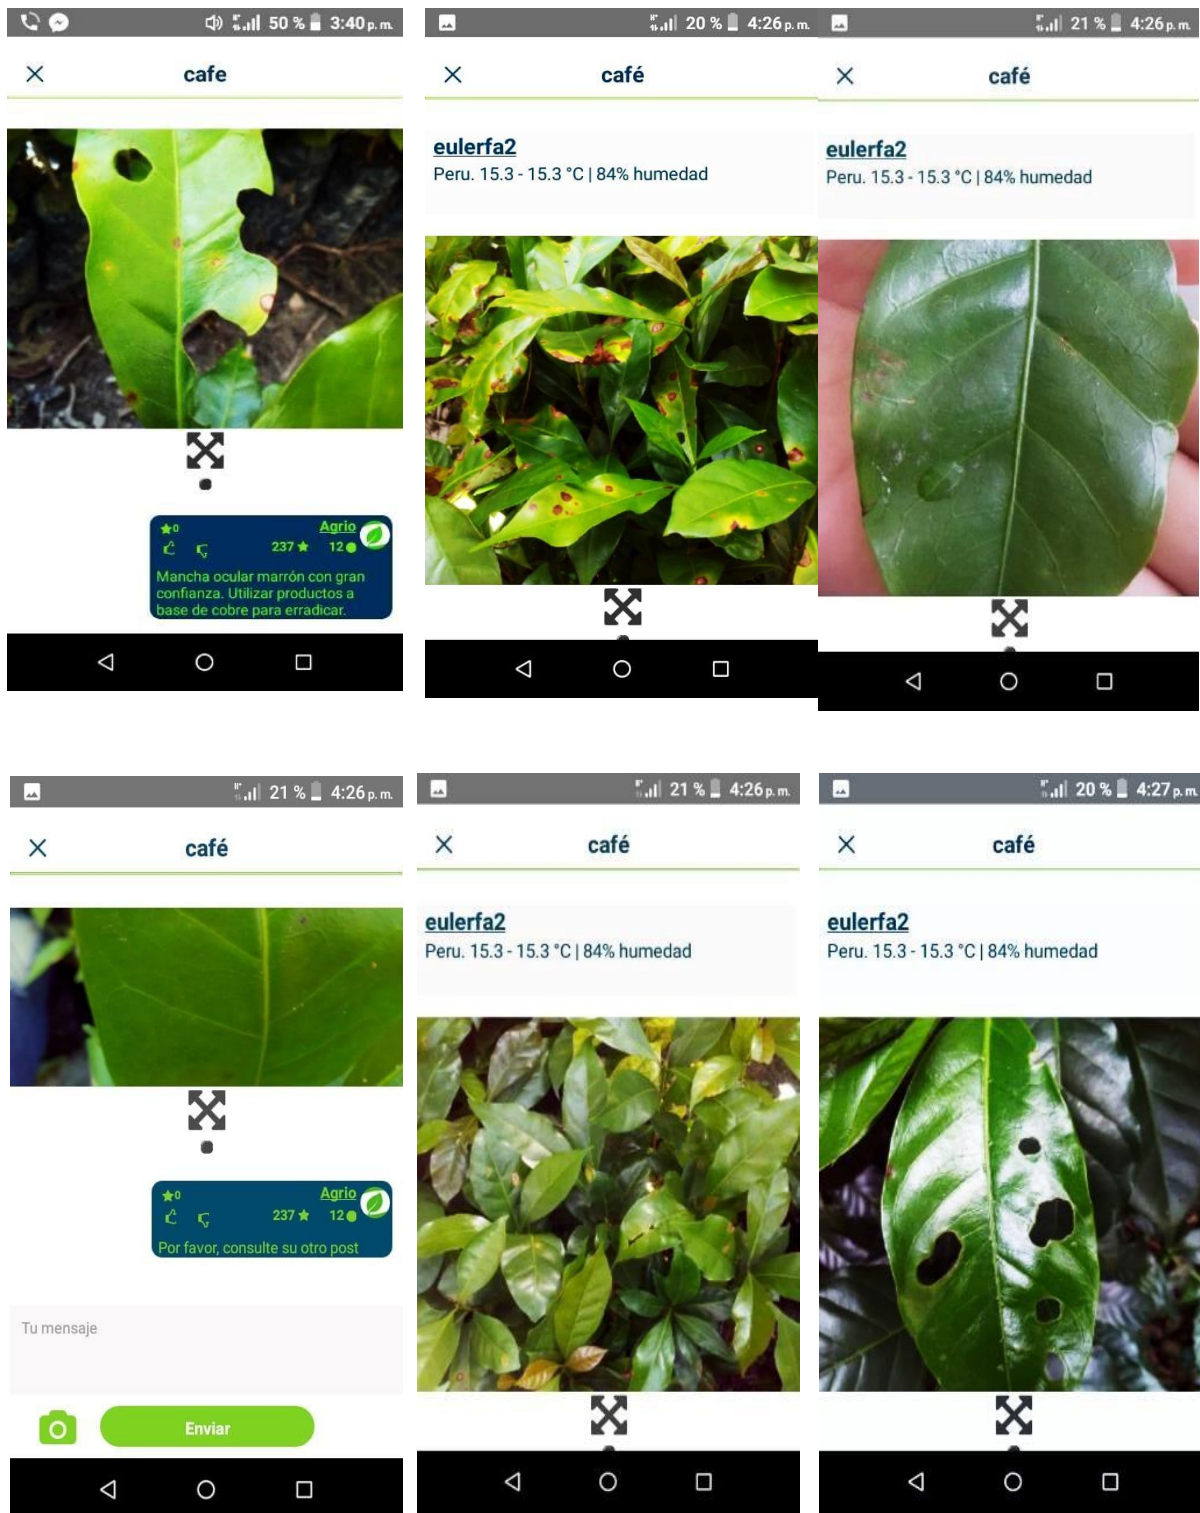 50 % 3:40 p. m.
cafe
★0 Agrio
237 ★ 12
Mancha ocular marrón con gran
confianza. Utilizar productos a
base de cobre para erradicar.
20 % 4:26 p. m.
café
eulerfa2
Peru. 15.3 - 15.3 °C | 84% humedad
21 % 4:26 p. m.
café
eulerfa2
Peru. 15.3 - 15.3 °C | 84% humedad
21 % 4:26 p. m.
café
★0 Agrio
237 ★ 12
Por favor, consulte su otro post
Tu mensaje
Enviar
21 % 4:26 p. m.
café
eulerfa2
Peru. 15.3 - 15.3 °C | 84% humedad
20 % 4:27 p. m.
café
eulerfa2
Peru. 15.3 - 15.3 °C | 84% humedad